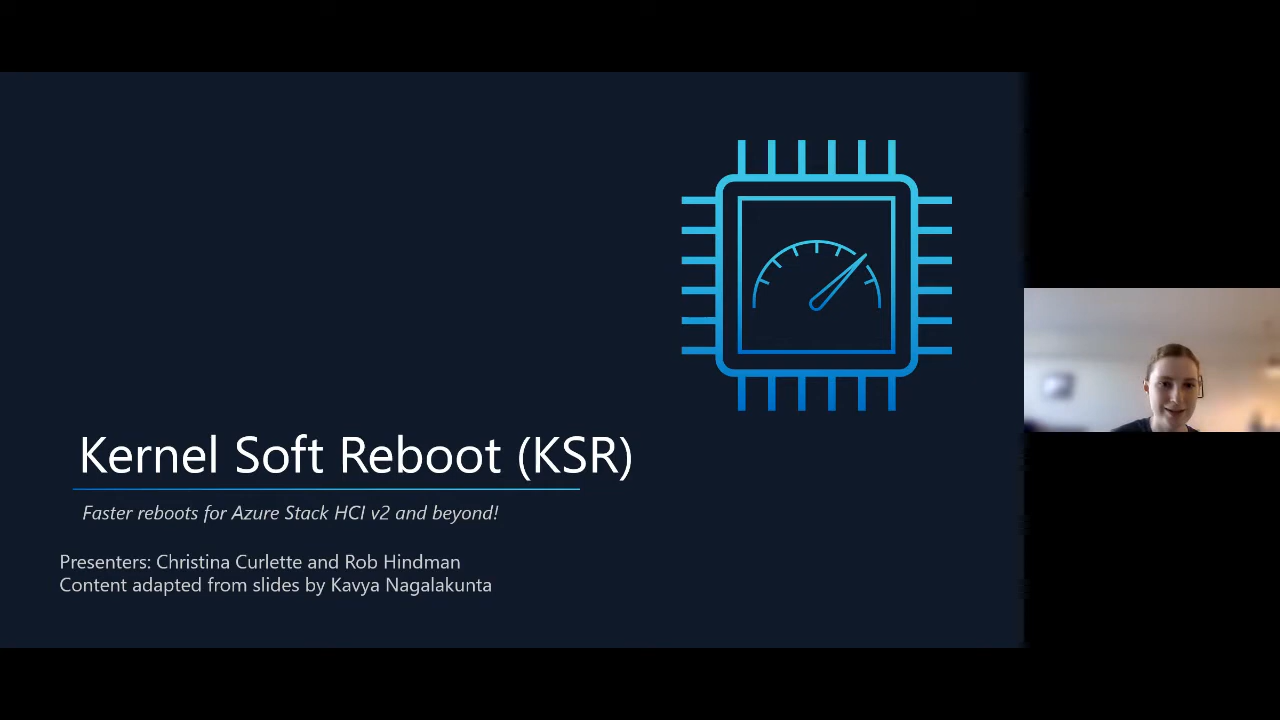 Kernel Soft Reboot (KSR)
Faster reboots for Azure Stack HCI v2 and beyond!
Presenters: Christina Curlette and Rob Hindman
Content adapted from slides by Kavya Nagalakunta